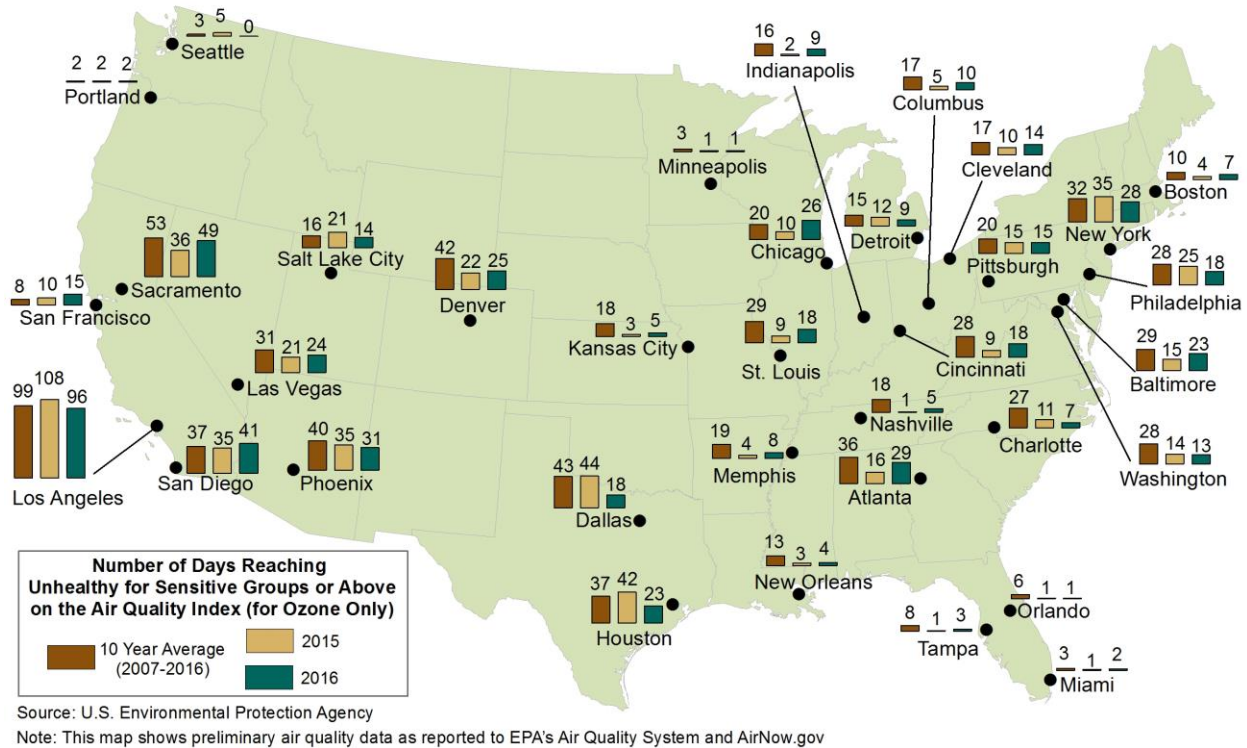 3 5 0
Seattle
2 2 2
Portland
16 2 9
Indianapolis
17 5 10
Columbus
17 10 14
Cleveland
3 1 1
Minneapolis
10 4 7
Boston
32 35 28
New York
53 36 49
Sacramento
16 21 14
Salt Lake City
42 22 25
Denver
20 10 26
Chicago
15 12 9
Detroit
20 15 15
Pittsburgh
28 25 18
Philadelphia
8 10 15
San Francisco
18 3 5
Kansas City
29 9 18
St. Louis
28 9 18
Cincinnati
29 15 23
Baltimore
31 21 24
Las Vegas
99 108 96
Los Angeles
37 35 41
San Diego
40 35 31
Phoenix
18 1 5
Nashville
27 11 7
Charlotte
28 14 13
Washington
19 4 8
Memphis
36 16 29
Atlanta
43 44 18
Dallas
13 3 4
New Orleans
37 42 23
Houston
6 1 1
Orlando
8 1 3
Tampa
3 1 2
Miami
Number of Days Reaching
Unhealthy for Sensitive Groups or Above
on the Air Quality Index (for Ozone Only)
10 Year Average
(2007-2016)
2015
2016
Source: U.S. Environmental Protection Agency
Note: This map shows preliminary air quality data as reported to EPA's Air Quality System and AirNow.gov